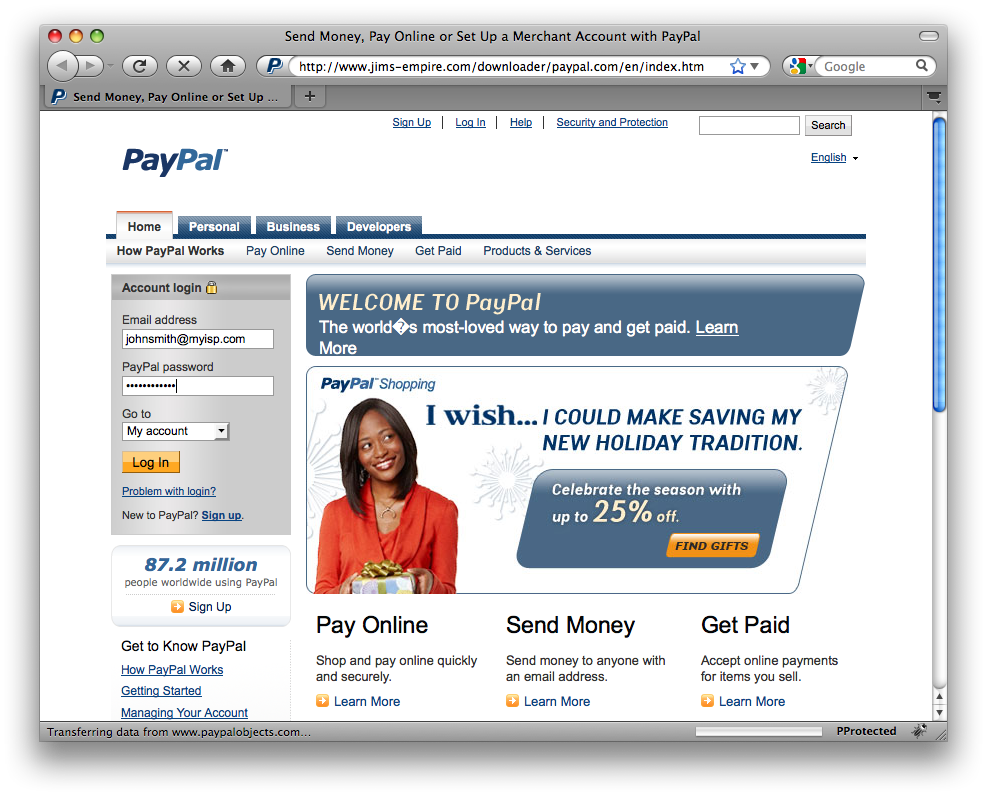 Send Money, Pay Online or Set Up a Merchant Account with PayPal
http://www.jims-empire.com/downloader/paypal.com/en/index.htm
Google
Send Money, Pay Online or Set Up ...
Sign Up
Log In
Help
Security and Protection
Search
PayPal™
English
Home
Personal
Business
Developers
How PayPal Works
Pay Online
Send Money
Get Paid
Products & Services
Account login
Email address
johnsmith@myisp.com
PayPal password
••••••••••••
Go to
My account
Log In
Problem with login?
New to PayPal? Sign up.
87.2 million
people worldwide using PayPal
Sign Up
Get to Know PayPal
How PayPal Works
Getting Started
Managing Your Account
WELCOME TO PayPal
The world�s most-loved way to pay and get paid. Learn
More
PayPal™ Shopping
I wish... I COULD MAKE SAVING MY
NEW HOLIDAY TRADITION.
Celebrate the season with
up to 25% off.
FIND GIFTS
Pay Online
Shop and pay online quickly
and securely.
Learn More
Send Money
Send money to anyone with
an email address.
Learn More
Get Paid
Accept online payments
for items you sell.
Learn More
Transferring data from www.paypalobjects.com...
PProtected